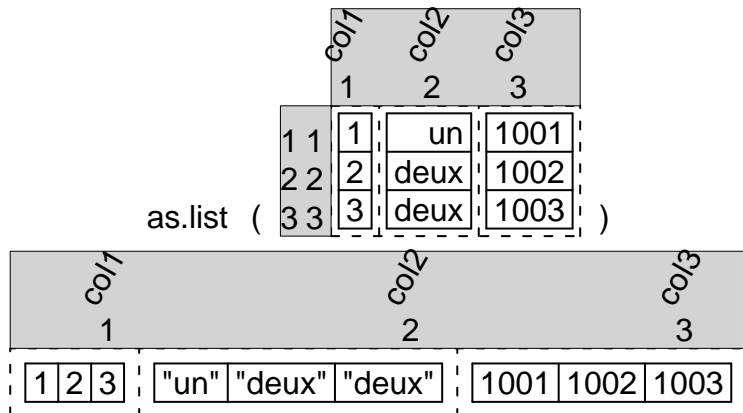 col1 col2 col3
1 2 3
1 1 1 un 1001
2 2 2 deux 1002
as.list ( 3 3 3 deux 1003 )
col1 col2 col3
1 2 3
1 2 3 "un" "deux" "deux" 1001 1002 1003